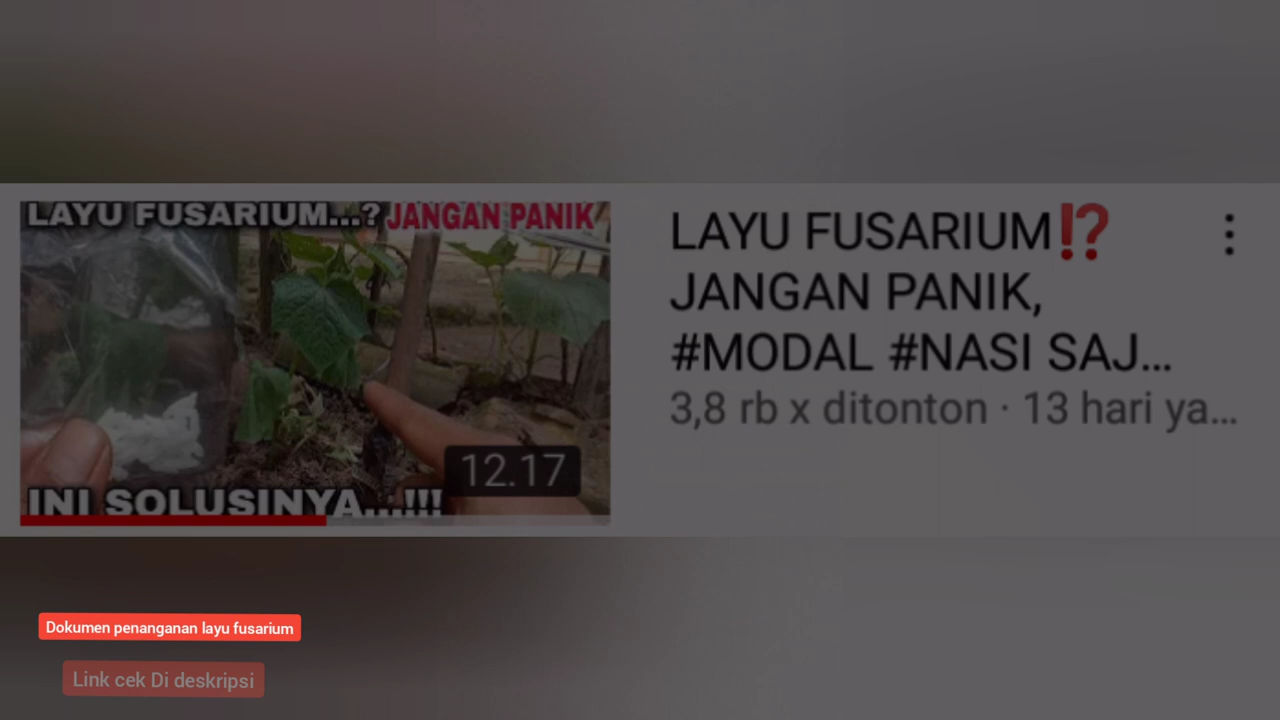 LAYU FUSARIUM...? JANGAN PANIK
12.17
INI SOLUSINYA...!!!
LAYU FUSARIUM⁉️
JANGAN PANIK,
#MODAL #NASI SAJ...
3,8 rb x ditonton · 13 hari ya...
Dokumen penanganan layu fusarium
Link cek Di deskripsi